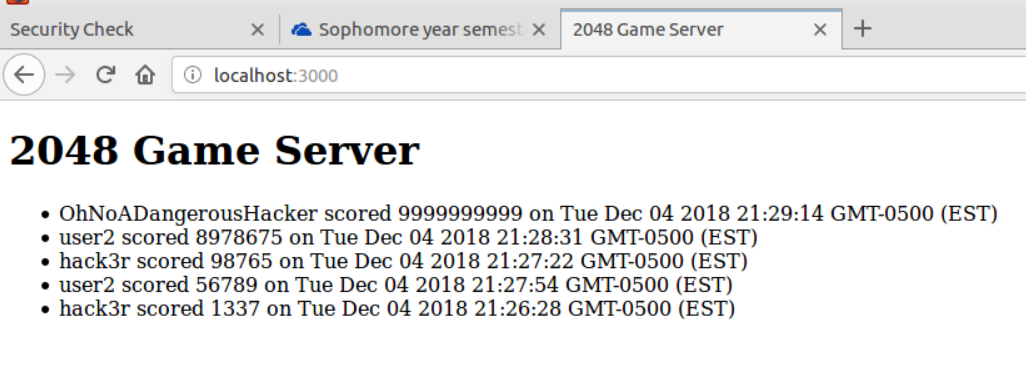 Security Check
Sophomore year semest
2048 Game Server
localhost:3000
2048 Game Server
OhNoADangerousHacker scored 9999999999 on Tue Dec 04 2018 21:29:14 GMT-0500 (EST)
user2 scored 8978675 on Tue Dec 04 2018 21:28:31 GMT-0500 (EST)
hack3r scored 98765 on Tue Dec 04 2018 21:27:22 GMT-0500 (EST)
user2 scored 56789 on Tue Dec 04 2018 21:27:54 GMT-0500 (EST)
hack3r scored 1337 on Tue Dec 04 2018 21:26:28 GMT-0500 (EST)